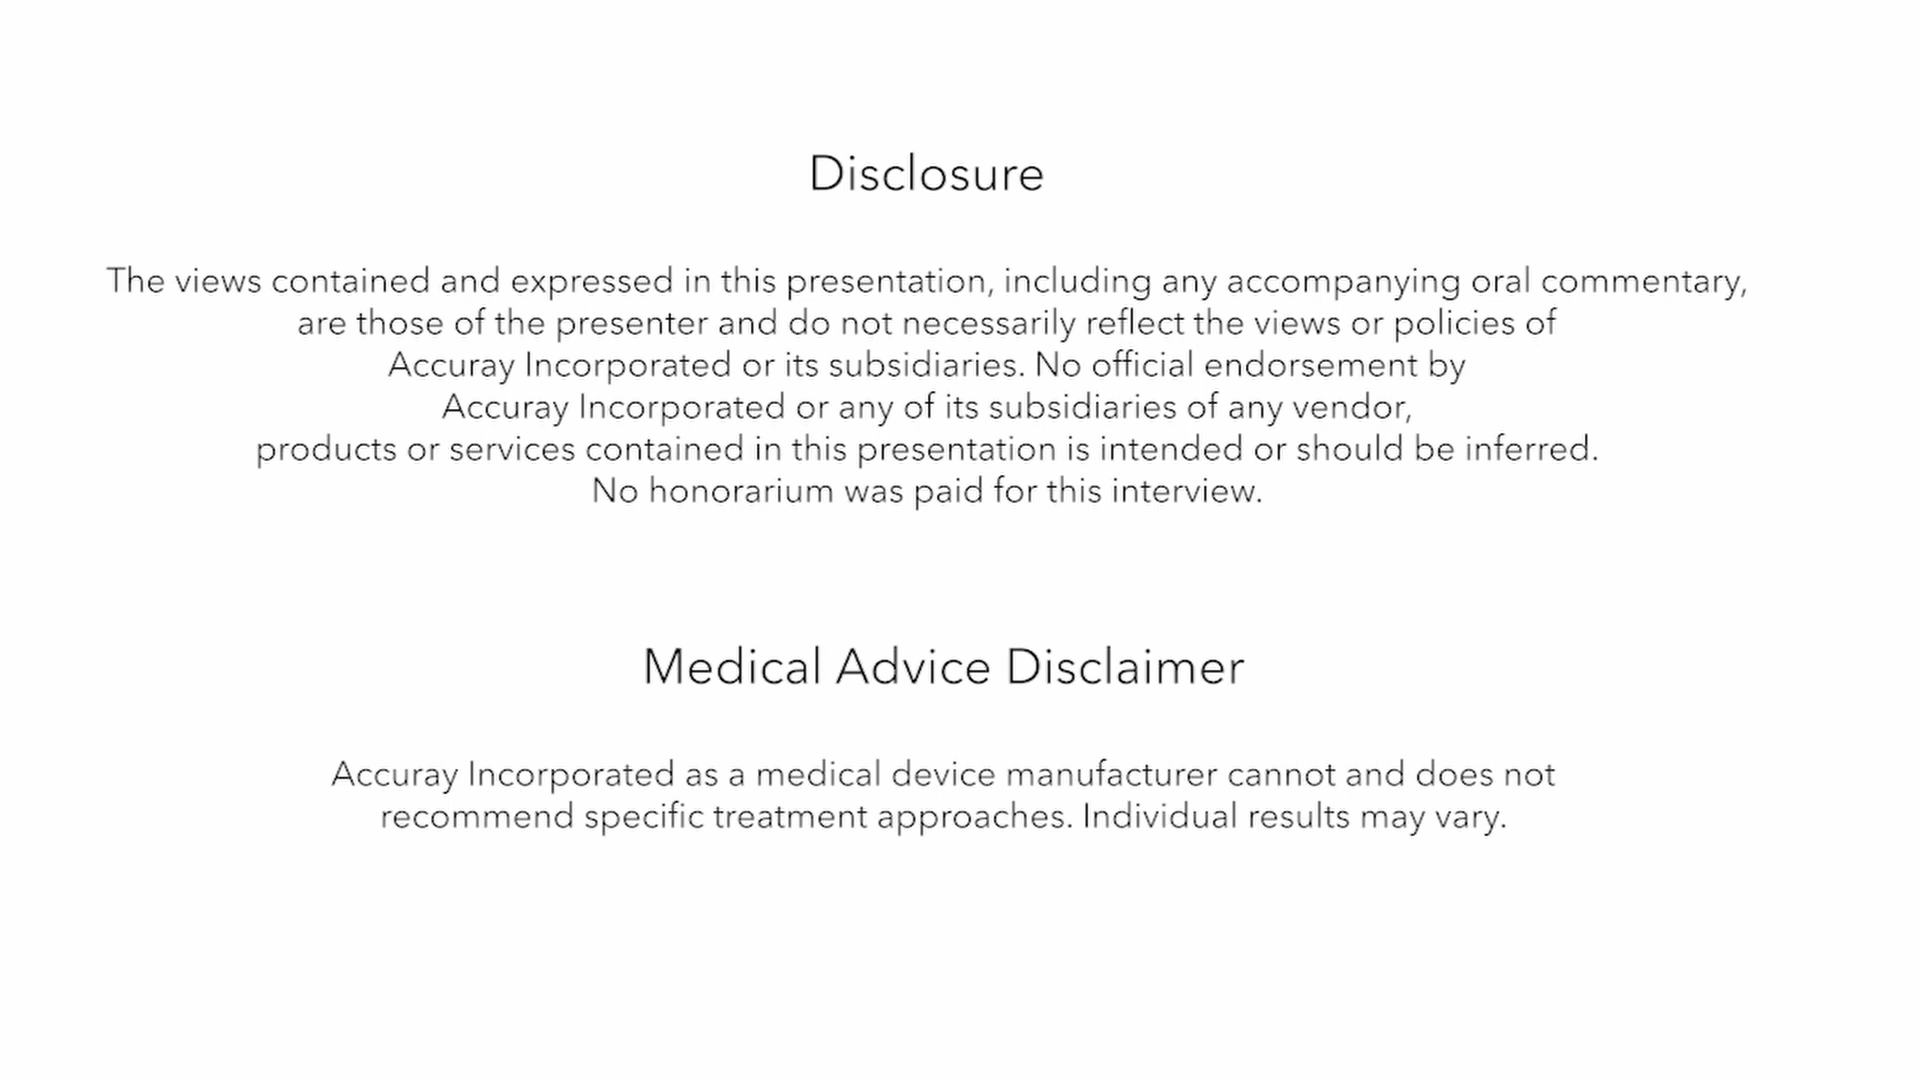 Disclosure
The views contained and expressed in this presentation, including any accompanying oral commentary,
are those of the presenter and do not necessarily reflect the views or policies of
Accuray Incorporated or its subsidiaries. No official endorsement by
Accuray Incorporated or any of its subsidiaries of any vendor,
products or services contained in this presentation is intended or should be inferred.
No honorarium was paid for this interview.
Medical Advice Disclaimer
Accuray Incorporated as a medical device manufacturer cannot and does not
recommend specific treatment approaches. Individual results may vary.